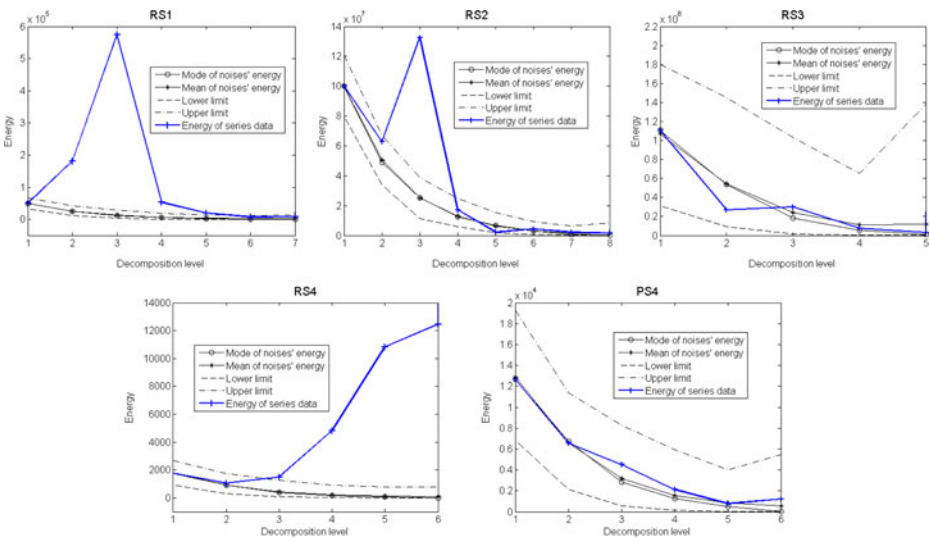 RS1
x 10^5
6
5
4
3
2
1
0
Energy
Mode of noises' energy
Mean of noises' energy
Lower limit
Upper limit
Energy of series data
1 2 3 4 5 6 7
Decomposition level
RS2
x 10^7
14
12
10
8
6
4
2
0
Energy
Mode of noises' energy
Mean of noises' energy
Lower limit
Upper limit
Energy of series data
1 2 3 4 5 6 7 8
Decomposition level
RS3
x 10^8
2.2
2
1.8
1.6
1.4
1.2
1
0.8
0.6
0.4
0.2
0
Energy
Mode of noises' energy
Mean of noises' energy
Lower limit
Upper limit
Energy of series data
1 2 3 4 5
Decomposition level
RS4
14000
12000
10000
8000
6000
4000
2000
0
Energy
Mode of noises' energy
Mean of noises' energy
Lower limit
Upper limit
Energy of series data
1 2 3 4 5 6
Decomposition level
PS4
x 10^4
2
1.8
1.6
1.4
1.2
1
0.8
0.6
0.4
0.2
0
Energy
Mode of noises' energy
Mean of noises' energy
Lower limit
Upper limit
Energy of series data
1 2 3 4 5 6
Decomposition level